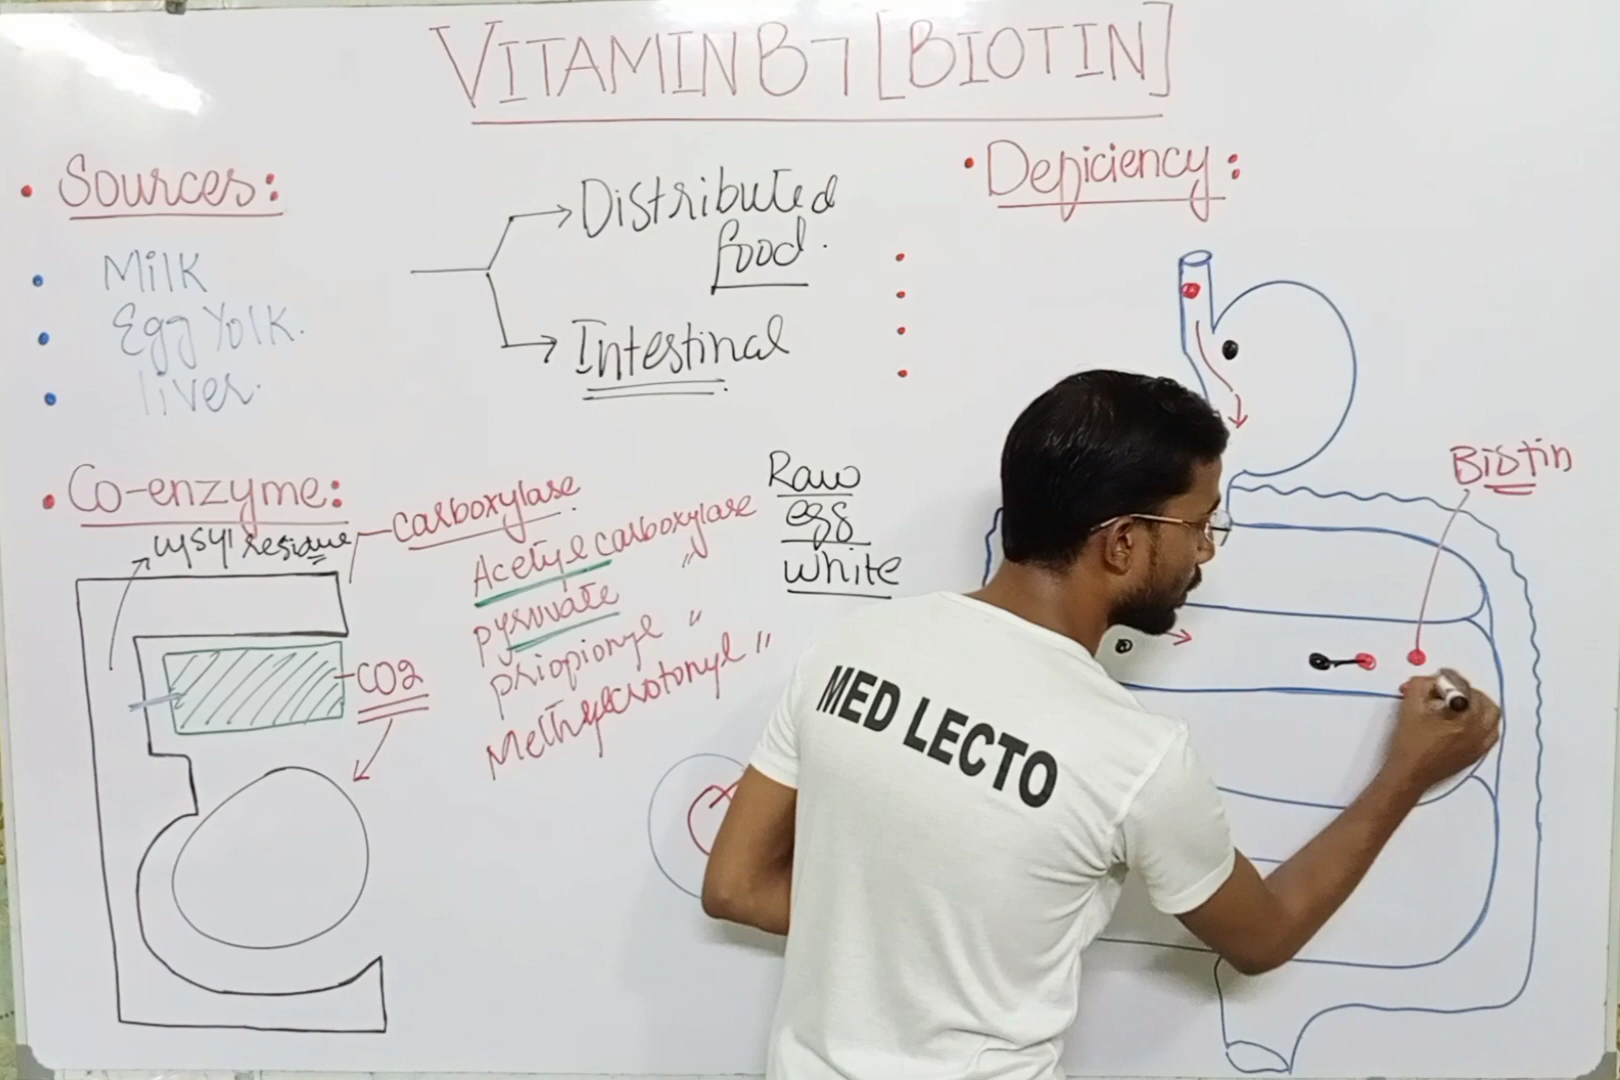 VITAMIN B7 [BIOTIN]
• Sources:
• Milk
• Egg Yolk.
• liver.
Distributed
food.
Intestinal
• Deficiency:
• Co-enzyme:
lysyl residue
carboxylase
Acetyl carboxylase
pyruvate "
propionyl "
Methylcrotonyl "
CO2
Raw
egg
white
Biotin
MED LECTO